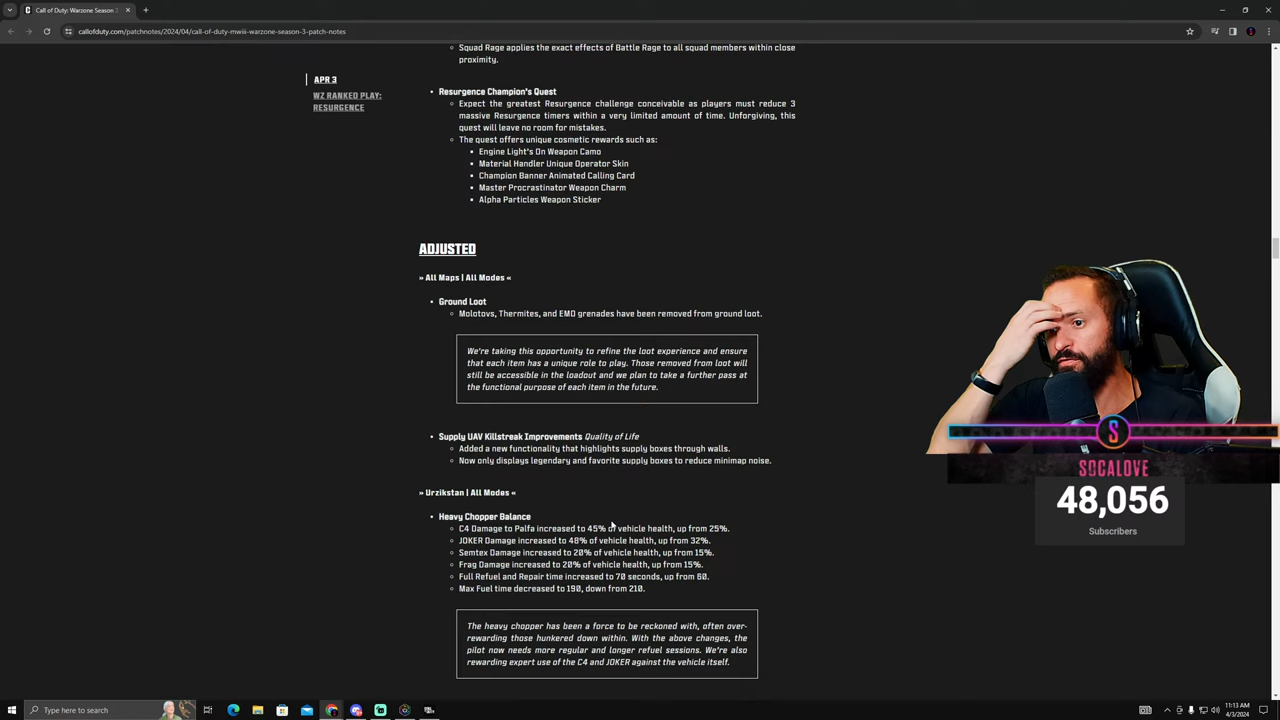 Call of Duty: Warzone Season 3
callofduty.com/patchnotes/2024/04/call-of-duty-mwiii-warzone-season-3-patch-notes
APR 3
WZ RANKED PLAY:
RESURGENCE
Squad Rage applies the exact effects of Battle Rage to all squad members within close
proximity.
Resurgence Champion's Quest
Expect the greatest Resurgence challenge conceivable as players must reduce 3
massive Resurgence timers within a very limited amount of time. Unforgiving, this
quest will leave no room for mistakes.
The quest offers unique cosmetic rewards such as:
Engine Light's On Weapon Camo
Material Handler Unique Operator Skin
Champion Banner Animated Calling Card
Master Procrastinator Weapon Charm
Alpha Particles Weapon Sticker
ADJUSTED
» All Maps | All Modes «
Ground Loot
Molotovs, Thermites, and EMD grenades have been removed from ground loot.
We're taking this opportunity to refine the loot experience and ensure
that each item has a unique role to play. Those removed from loot will
still be accessible in the loadout and we plan to take a further pass at
the functional purpose of each item in the future.
Supply UAV Killstreak Improvements Quality of Life
Added a new functionality that highlights supply boxes through walls.
Now only displays legendary and favorite supply boxes to reduce minimap noise.
» Urzikstan | All Modes «
Heavy Chopper Balance
C4 Damage to Palfa increased to 45% of vehicle health, up from 25%.
JOKER Damage increased to 48% of vehicle health, up from 32%.
Semtex Damage increased to 20% of vehicle health, up from 15%.
Frag Damage increased to 20% of vehicle health, up from 15%.
Full Refuel and Repair time increased to 70 seconds, up from 60.
Max Fuel time decreased to 190, down from 210.
The heavy chopper has been a force to be reckoned with, often over-
rewarding those hunkered down within. With the above changes, the
pilot now needs more regular and longer refuel sessions. We're also
rewarding expert use of the C4 and JOKER against the vehicle itself.
S
SOCALOVE
48,056
Subscribers
Type here to search
11:13 AM
4/3/2024